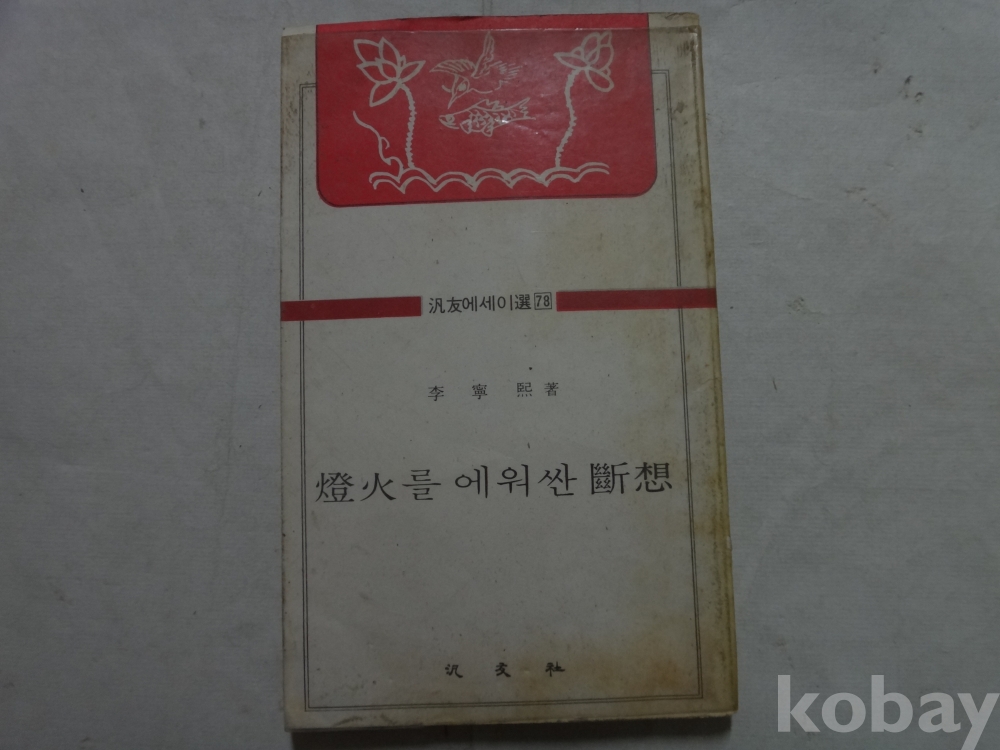 汎友에세이選 78
李寧熙 著
燈火를 에워싼 斷想
汎友社
kobay